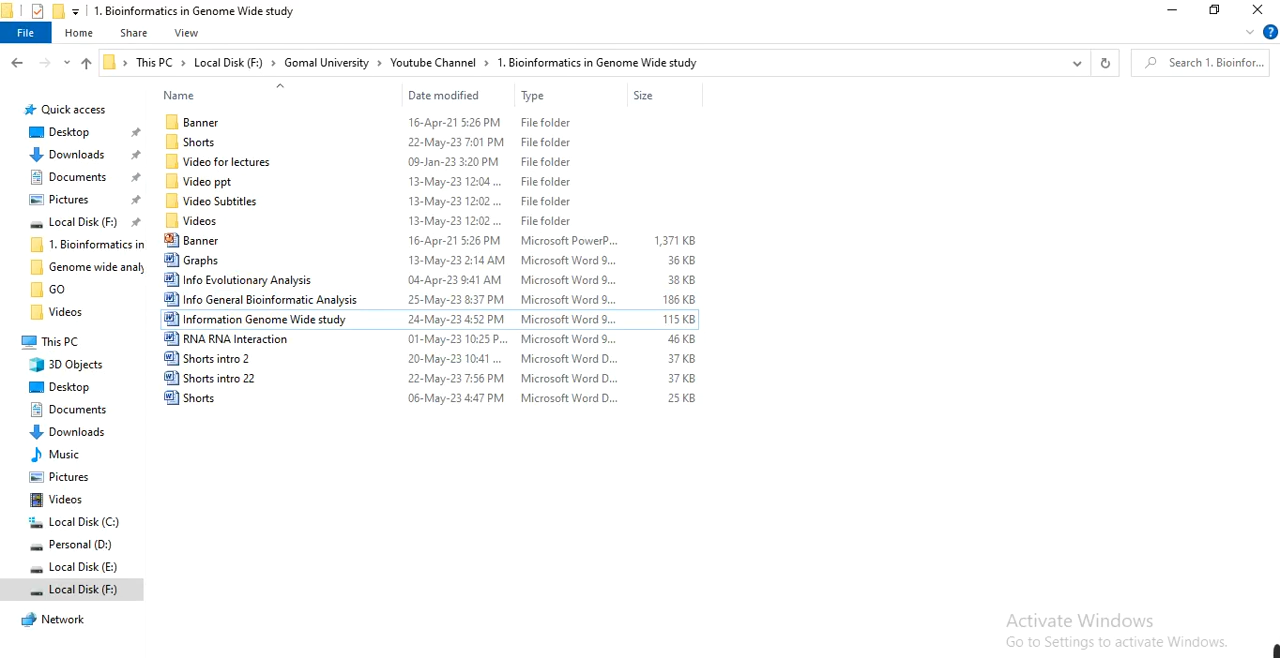 1. Bioinformatics in Genome Wide study
File Home Share View
This PC Local Disk (F:) Gomal University Youtube Channel 1. Bioinformatics in Genome Wide study Search 1. Bioinfor...
Name Date modified Type Size
Quick access
Desktop
Downloads
Documents
Pictures
Local Disk (F:)
1. Bioinformatics in
Genome wide analy
GO
Videos
This PC
3D Objects
Desktop
Documents
Downloads
Music
Pictures
Videos
Local Disk (C:)
Personal (D:)
Local Disk (E:)
Local Disk (F:)
Network
Banner 16-Apr-21 5:26 PM File folder
Shorts 22-May-23 7:01 PM File folder
Video for lectures 09-Jan-23 3:20 PM File folder
Video ppt 13-May-23 12:04 ... File folder
Video Subtitles 13-May-23 12:02 ... File folder
Videos 13-May-23 12:02 ... File folder
Banner 16-Apr-21 5:26 PM Microsoft PowerP... 1,371 KB
Graphs 13-May-23 2:14 AM Microsoft Word 9... 36 KB
Info Evolutionary Analysis 04-Apr-23 9:41 AM Microsoft Word 9... 38 KB
Info General Bioinformatic Analysis 25-May-23 8:37 PM Microsoft Word 9... 186 KB
Information Genome Wide study 24-May-23 4:52 PM Microsoft Word 9... 115 KB
RNA RNA Interaction 01-May-23 10:25 P... Microsoft Word 9... 46 KB
Shorts intro 2 20-May-23 10:41 ... Microsoft Word D... 37 KB
Shorts intro 22 22-May-23 7:56 PM Microsoft Word D... 37 KB
Shorts 06-May-23 4:47 PM Microsoft Word D... 25 KB
Activate Windows
Go to Settings to activate Windows.